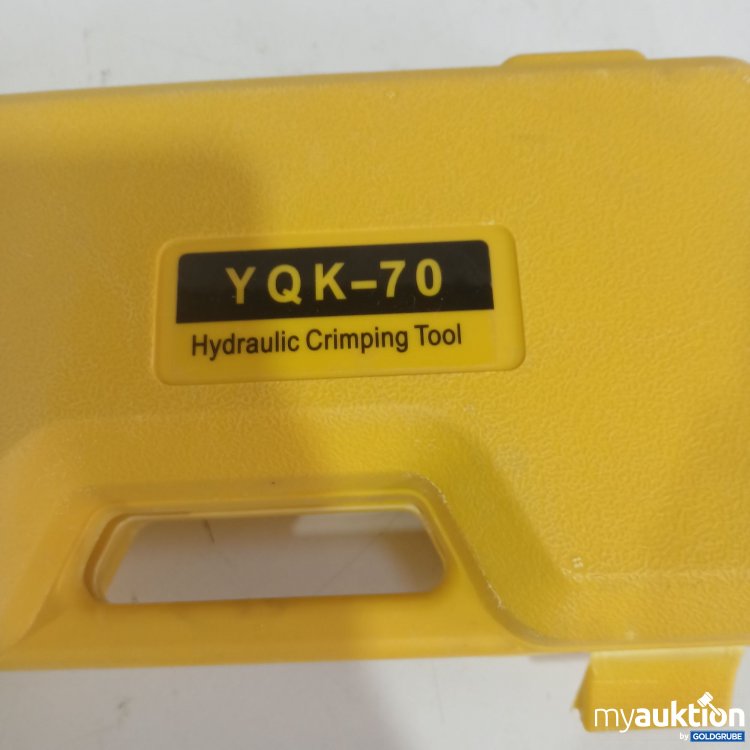 YQK-70
Hydraulic Crimping Tool
myauktion
by GOLDGRUBE